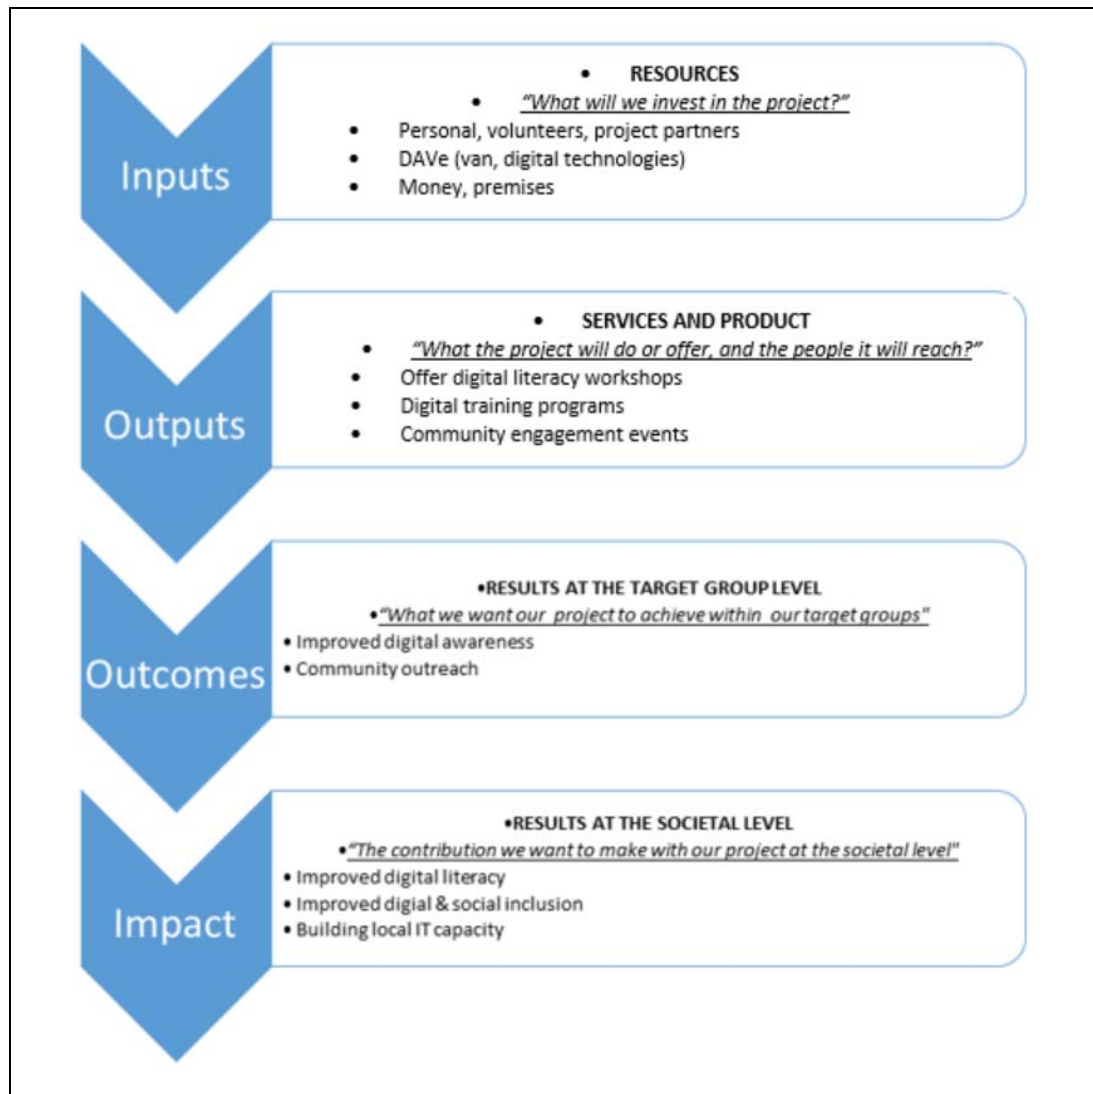 Inputs
• RESOURCES
• “What will we invest in the project?”
• Personal, volunteers, project partners
• DAVe (van, digital technologies)
• Money, premises
Outputs
• SERVICES AND PRODUCT
• “What the project will do or offer, and the people it will reach?”
• Offer digital literacy workshops
• Digital training programs
• Community engagement events
Outcomes
•RESULTS AT THE TARGET GROUP LEVEL
•“What we want our project to achieve within our target groups"
• Improved digital awareness
• Community outreach
Impact
•RESULTS AT THE SOCIETAL LEVEL
•“The contribution we want to make with our project at the societal level"
• Improved digital literacy
• Improved digial & social inclusion
• Building local IT capacity